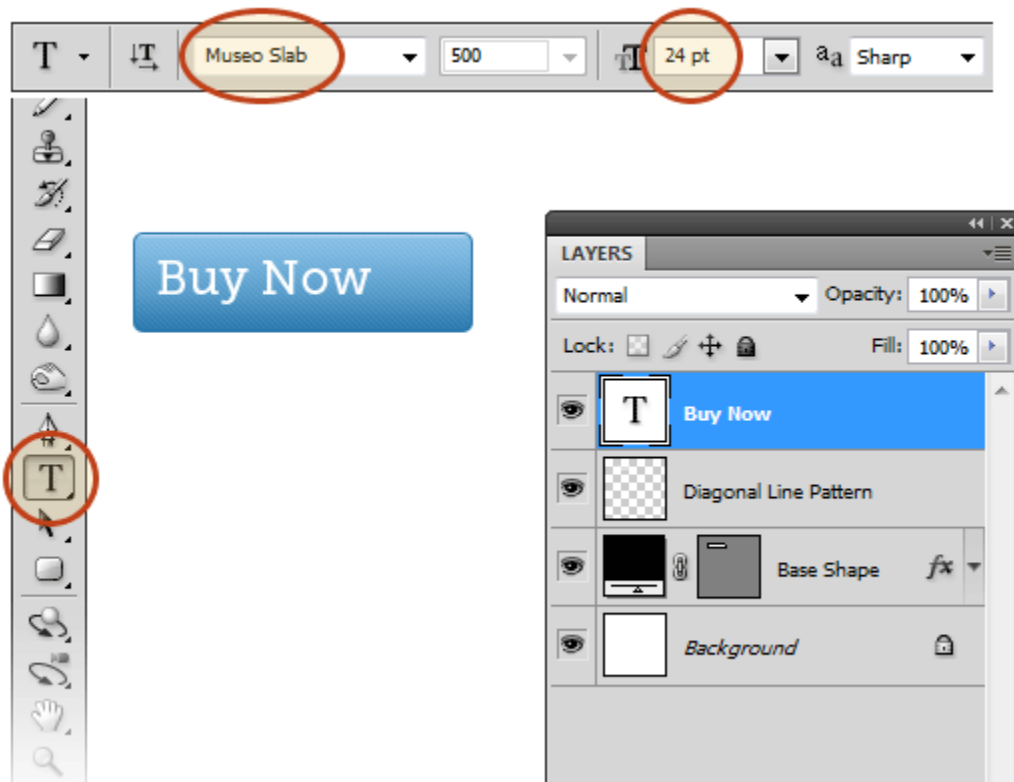 T Museo Slab 500 T 24 pt aa Sharp
T
Buy Now
LAYERS
Normal Opacity: 100%
Lock: Fill: 100%
T Buy Now
Diagonal Line Pattern
Base Shape fx
Background